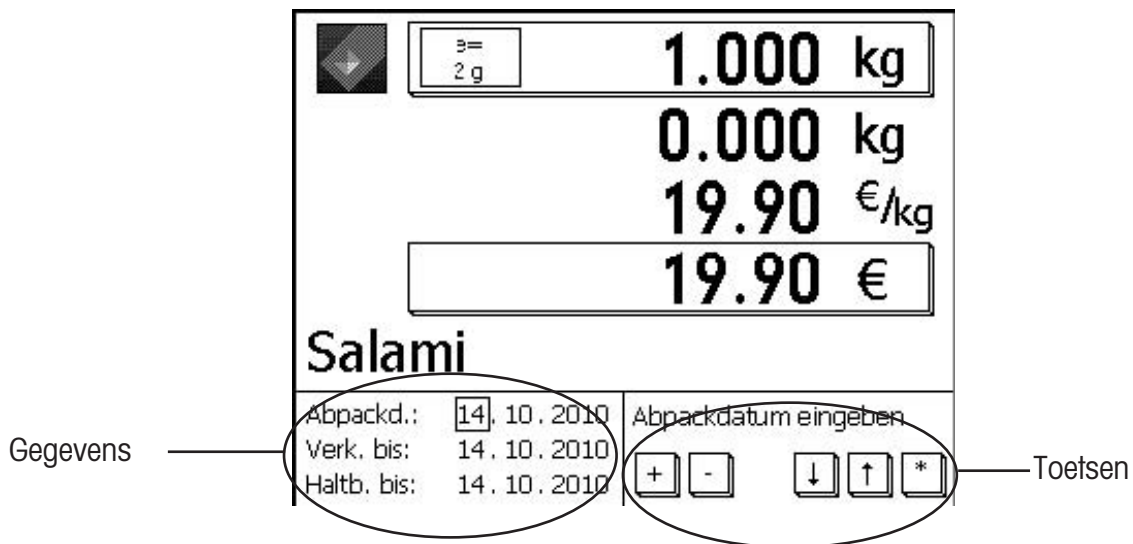 e=
2 g
1.000 kg
0.000 kg
19.90 €/kg
19.90 €
Salami
Abpackd.: 14. 10. 2010
Verk. bis: 14. 10. 2010
Haltb. bis: 14. 10. 2010
Abpackdatum eingeben
+ - ↓ ↑ *
Gegevens
Toetsen